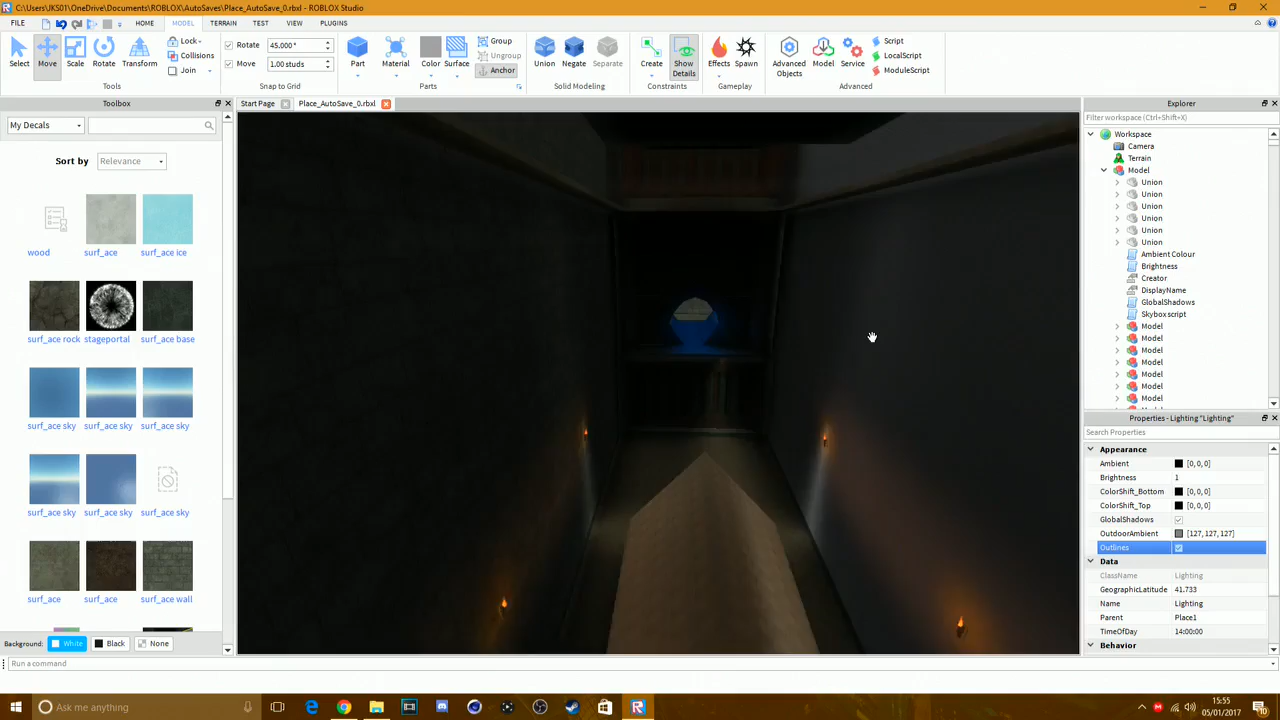 C:\Users\JKS01\OneDrive\Documents\ROBLOX\AutoSaves\Place_AutoSave_0.rbxl - ROBLOX Studio
FILE HOME MODEL TERRAIN TEST VIEW PLUGINS
Select Move Scale Rotate Transform
Lock
Collisions
Join
Tools
Rotate 45.000°
Move 1.00 studs
Snap to Grid
Part Material Color Surface
Group
Ungroup
Anchor
Parts
Union Negate Separate
Solid Modeling
Create Show Details
Constraints
Effects Spawn
Gameplay
Advanced Objects Model Service
Script
LocalScript
ModuleScript
Advanced
Toolbox
My Decals
Sort by Relevance
wood surf_ace surf_ace ice
surf_ace rock stageportal surf_ace base
surf_ace sky surf_ace sky surf_ace sky
surf_ace sky surf_ace sky surf_ace sky
surf_ace surf_ace surf_ace wall
Background: White Black None
Run a command
Start Page Place_AutoSave_0.rbxl
Explorer
Filter workspace (Ctrl+Shift+X)
Workspace
Camera
Terrain
Model
Union
Union
Union
Union
Union
Union
Ambient Colour
Brightness
Creator
DisplayName
GlobalShadows
Skybox script
Model
Model
Model
Model
Model
Model
Model
Properties - Lighting "Lighting"
Search Properties
Appearance
Ambient [0, 0, 0]
Brightness 1
ColorShift_Bottom [0, 0, 0]
ColorShift_Top [0, 0, 0]
GlobalShadows
OutdoorAmbient [127, 127, 127]
Outlines
Data
ClassName Lighting
GeographicLatitude 41.733
Name Lighting
Parent Place1
TimeOfDay 14:00:00
Behavior
Ask me anything
15:55
05/01/2017